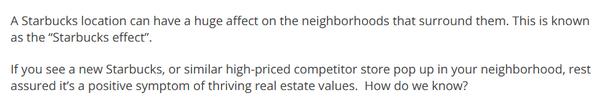 A Starbucks location can have a huge affect on the neighborhoods that surround them. This is known
as the “Starbucks effect”.
If you see a new Starbucks, or similar high-priced competitor store pop up in your neighborhood, rest
assured it’s a positive symptom of thriving real estate values.  How do we know?